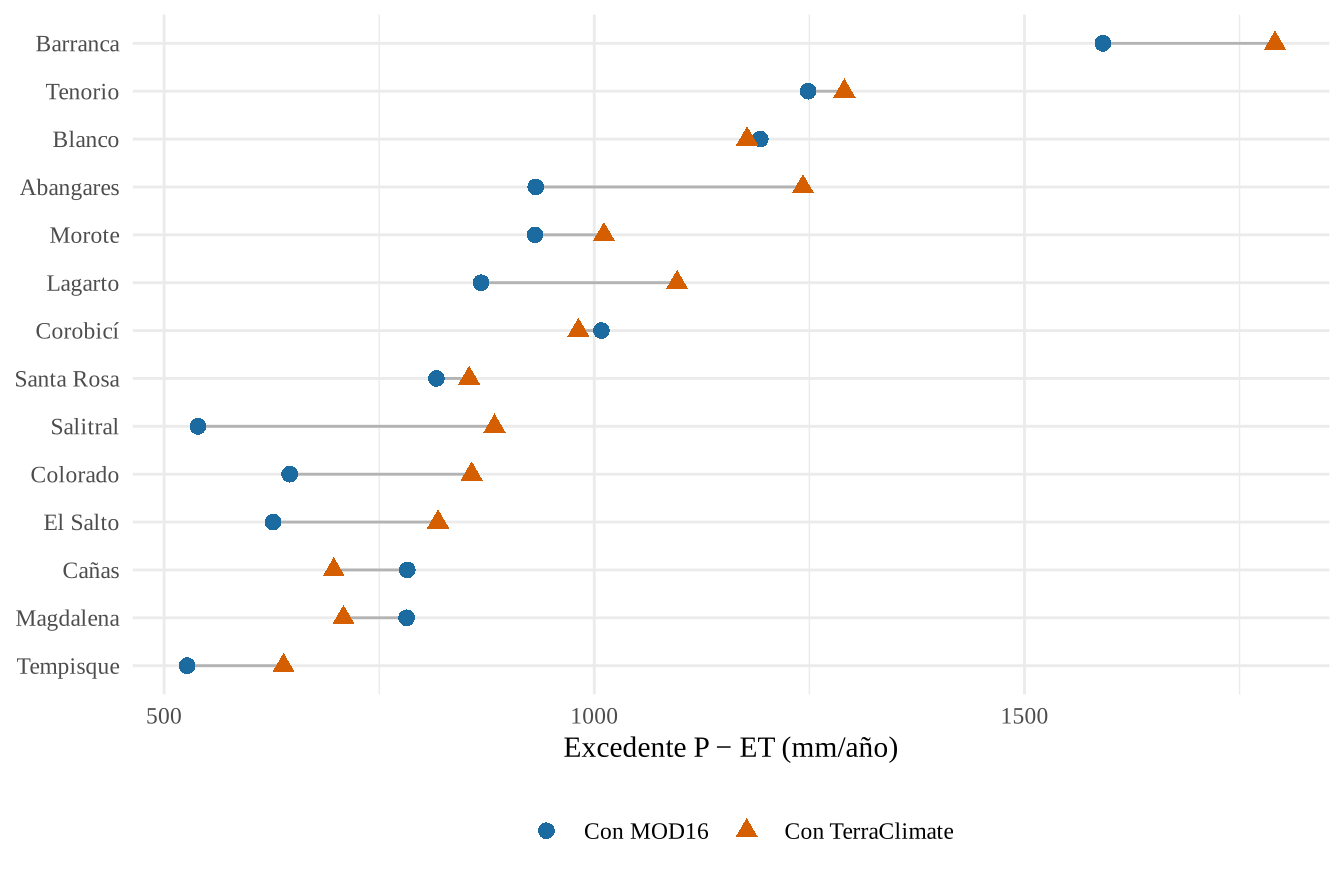 Barranca
Tenorio
Blanco
Abangares
Morote
Lagarto
Corobicí
Santa Rosa
Salitral
Colorado
El Salto
Cañas
Magdalena
Tempisque
500 1000 1500
Excedente P − ET (mm/año)
Con MOD16 Con TerraClimate